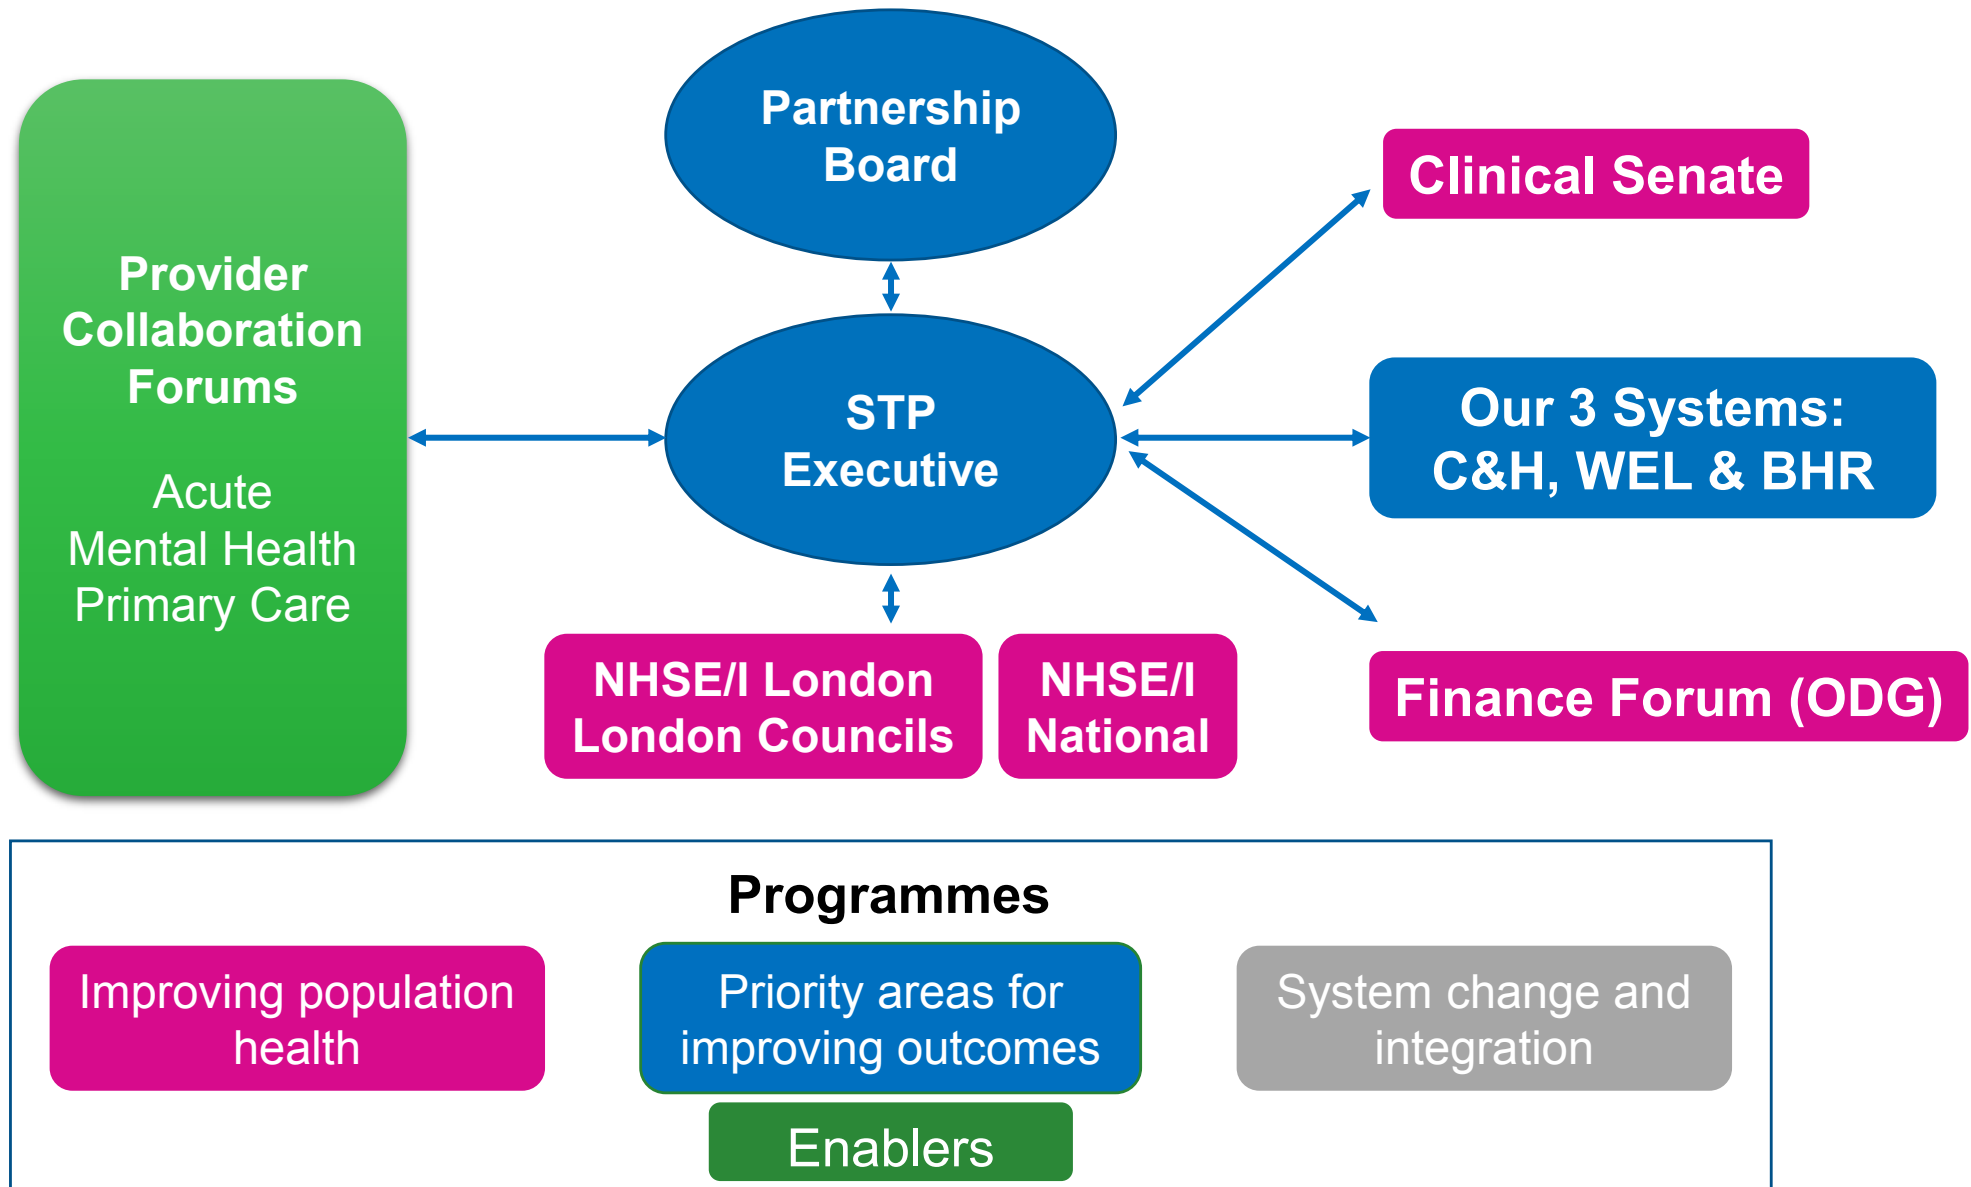 Partnership
Board
Clinical Senate
Provider
Collaboration
Forums
Acute
Mental Health
Primary Care
STP
Executive
Our 3 Systems:
C&H, WEL & BHR
NHSE/I London
London Councils
NHSE/I
National
Finance Forum (ODG)
Programmes
Improving population
health
Priority areas for
improving outcomes
System change and
integration
Enablers